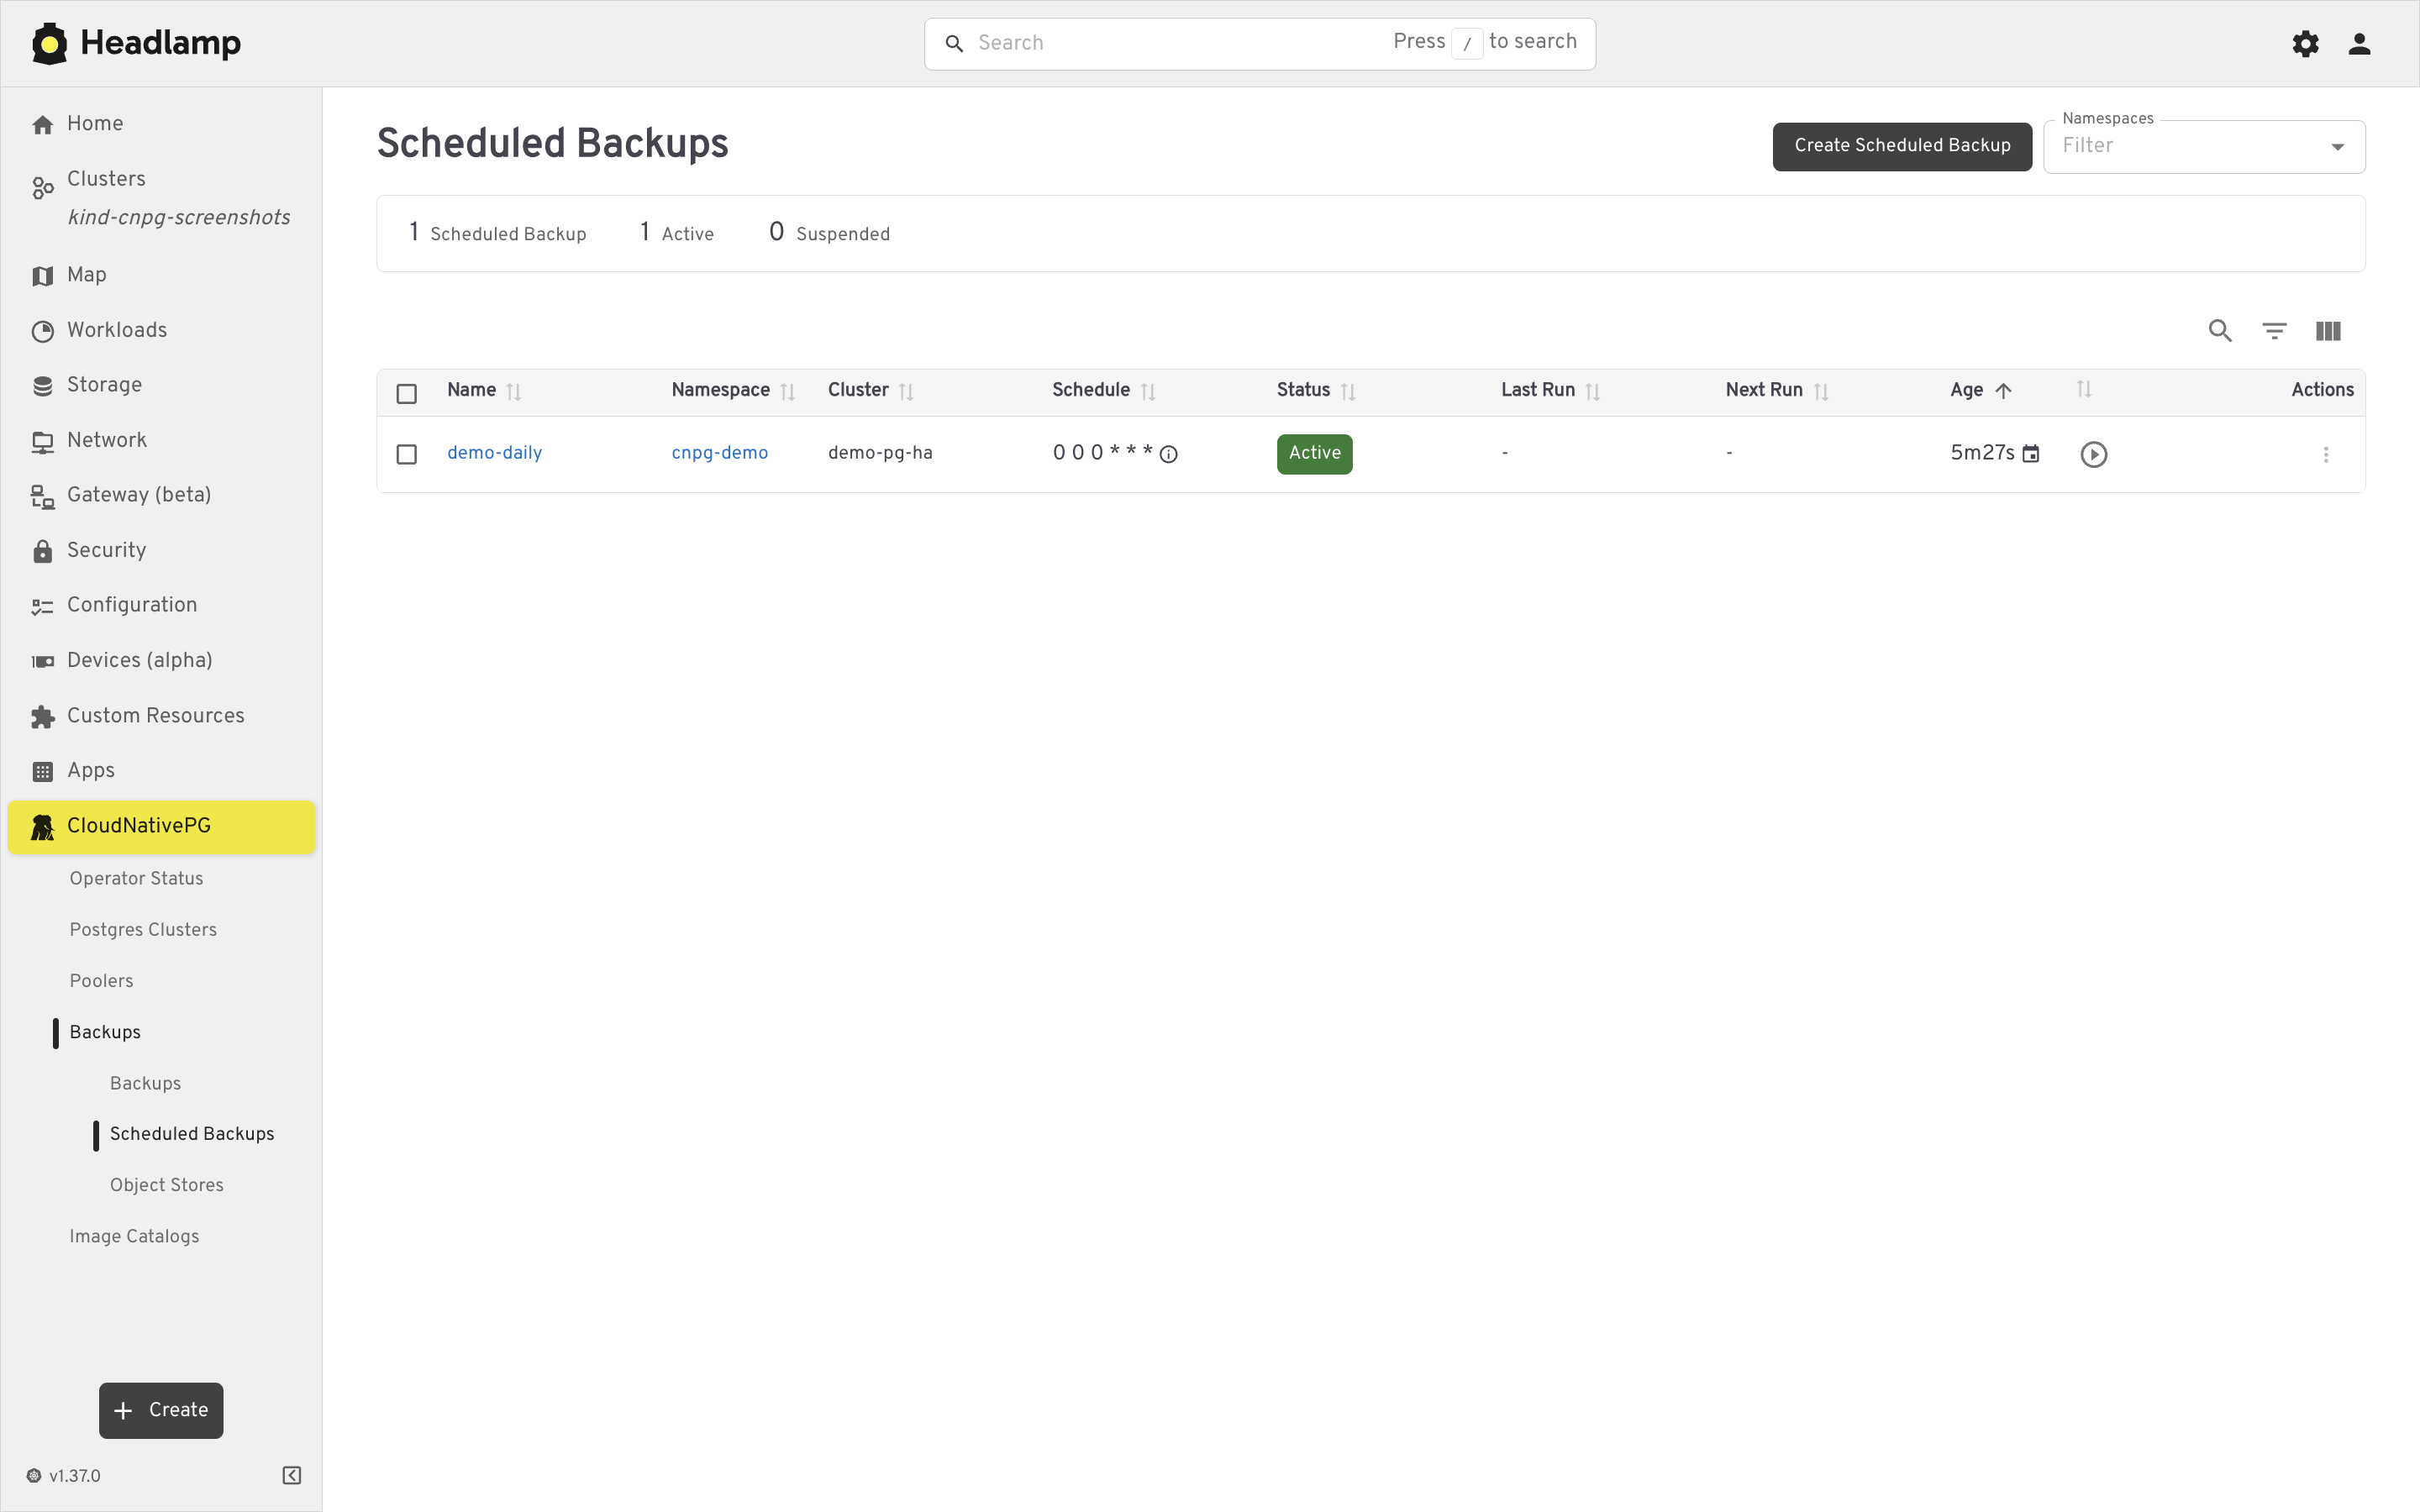 Headlamp
Search
Press / to search
Home
Clusters
kind-cnpg-screenshots
Map
Workloads
Storage
Network
Gateway (beta)
Security
Configuration
Devices (alpha)
Custom Resources
Apps
CloudNativePG
Operator Status
Postgres Clusters
Poolers
Backups
Backups
Scheduled Backups
Object Stores
Image Catalogs
Create
v1.37.0
Scheduled Backups
Create Scheduled Backup
Namespaces
Filter
1 Scheduled Backup 1 Active 0 Suspended
Name Namespace Cluster Schedule Status Last Run Next Run Age Actions
demo-daily cnpg-demo demo-pg-ha 0 0 0 * * * Active - - 5m27s